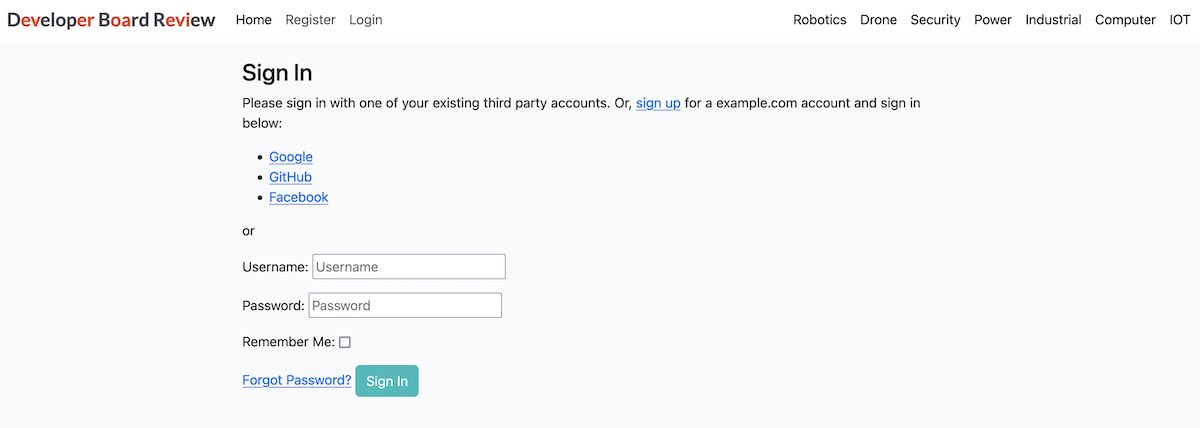 Developer Board Review Home Register Login Robotics Drone Security Power Industrial Computer IOT
Sign In
Please sign in with one of your existing third party accounts. Or, sign up for a example.com account and sign in
below:
• Google
• GitHub
• Facebook
or
Username: Username
Password: Password
Remember Me:
Forgot Password? Sign In